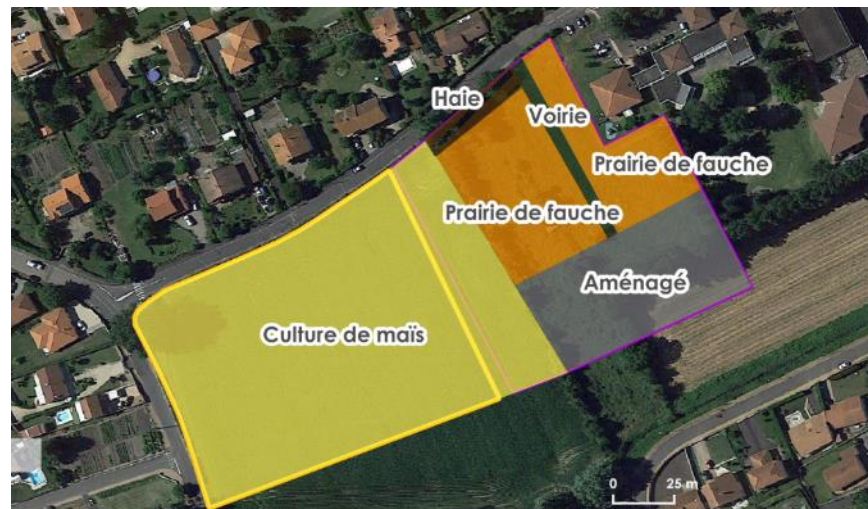 Haie
Voirie
Prairie de fauche
Prairie de fauche
Aménagé
Culture de maïs
0 25 m